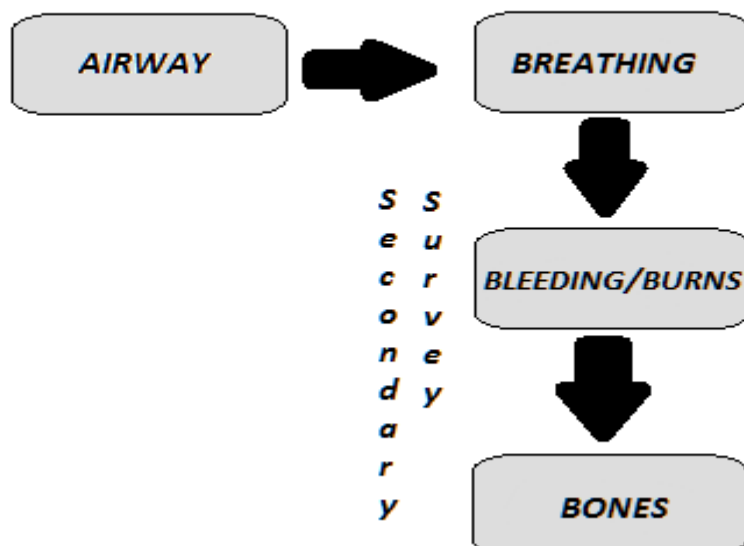 AIRWAY
BREATHING
Secondary
Survey
BLEEDING/BURNS
BONES